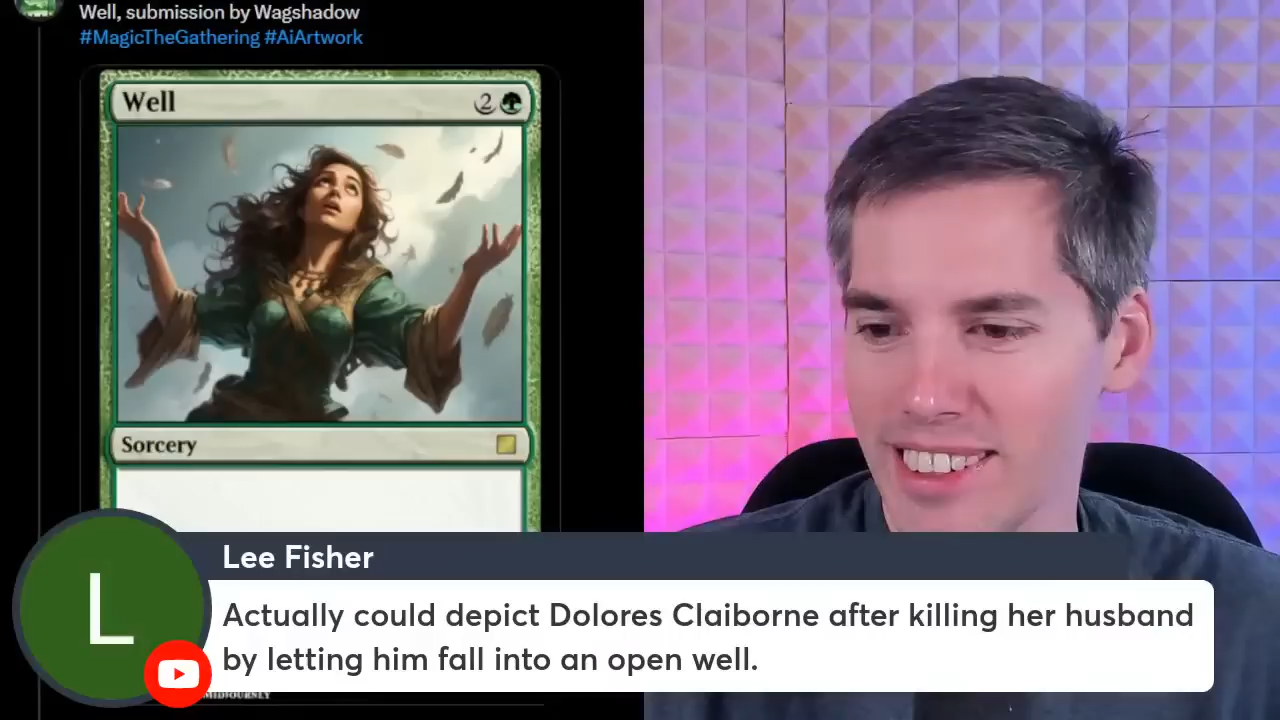 Well, submission by Wagshadow
#MagicTheGathering #AiArtwork
Well 2
Sorcery
Lee Fisher
L
Actually could depict Dolores Claiborne after killing her husband
by letting him fall into an open well.
MIDJOURNEY